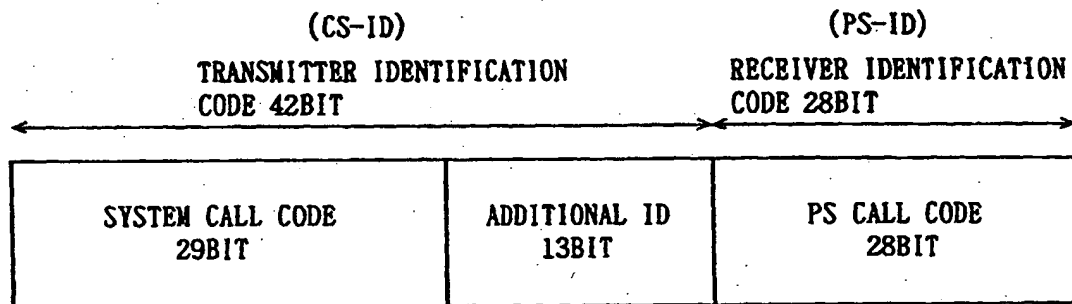 (CS-ID)
(PS-ID)
TRANSMITTER IDENTIFICATION
CODE 42BIT
RECEIVER IDENTIFICATION
CODE 28BIT
SYSTEM CALL CODE
29BIT
ADDITIONAL ID
13BIT
PS CALL CODE
28BIT